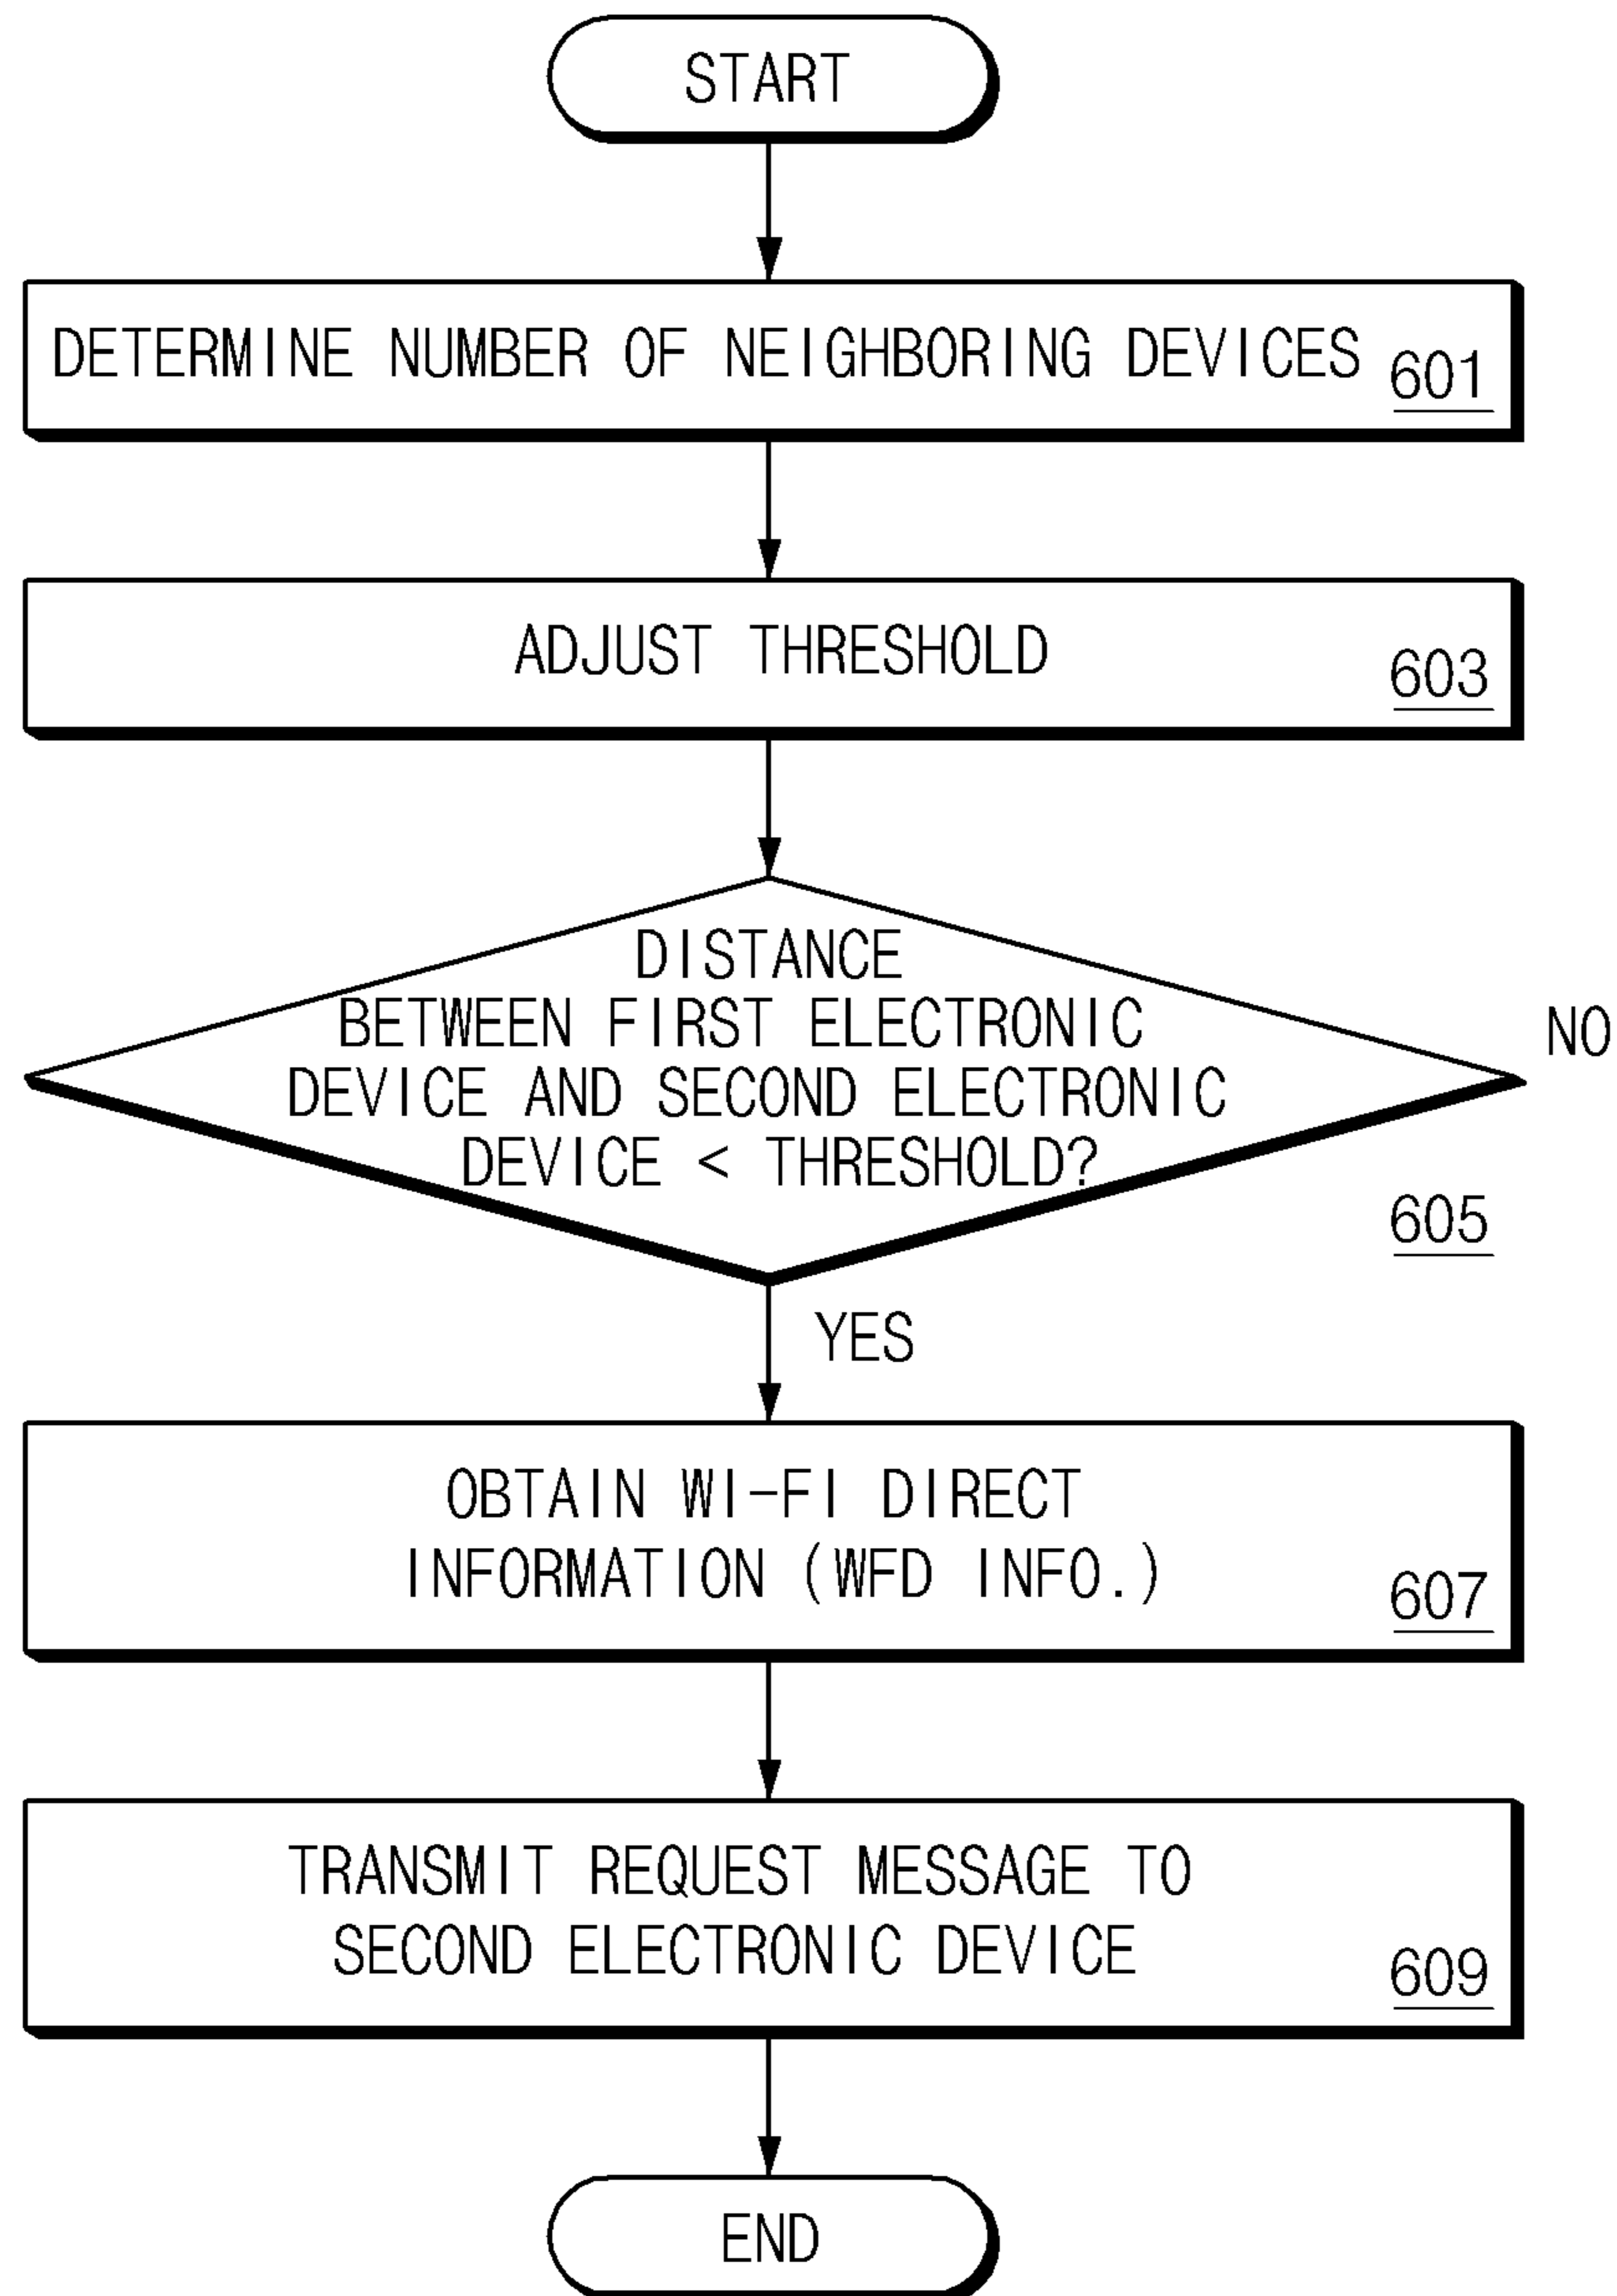 START
DETERMINE NUMBER OF NEIGHBORING DEVICES
601
ADJUST THRESHOLD
603
DISTANCE
BETWEEN FIRST ELECTRONIC
DEVICE AND SECOND ELECTRONIC
DEVICE < THRESHOLD?
NO
605
YES
OBTAIN WI-FI DIRECT
INFORMATION (WFD INFO.)
607
TRANSMIT REQUEST MESSAGE TO
SECOND ELECTRONIC DEVICE
609
END